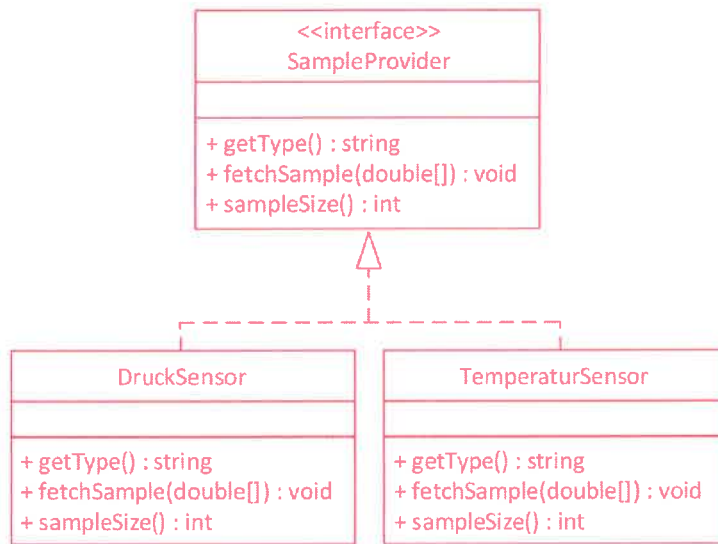 <<interface>>
SampleProvider
+ getType() : string
+ fetchSample(double[]) : void
+ sampleSize() : int
DruckSensor
+ getType() : string
+ fetchSample(double[]) : void
+ sampleSize() : int
TemperaturSensor
+ getType() : string
+ fetchSample(double[]) : void
+ sampleSize() : int